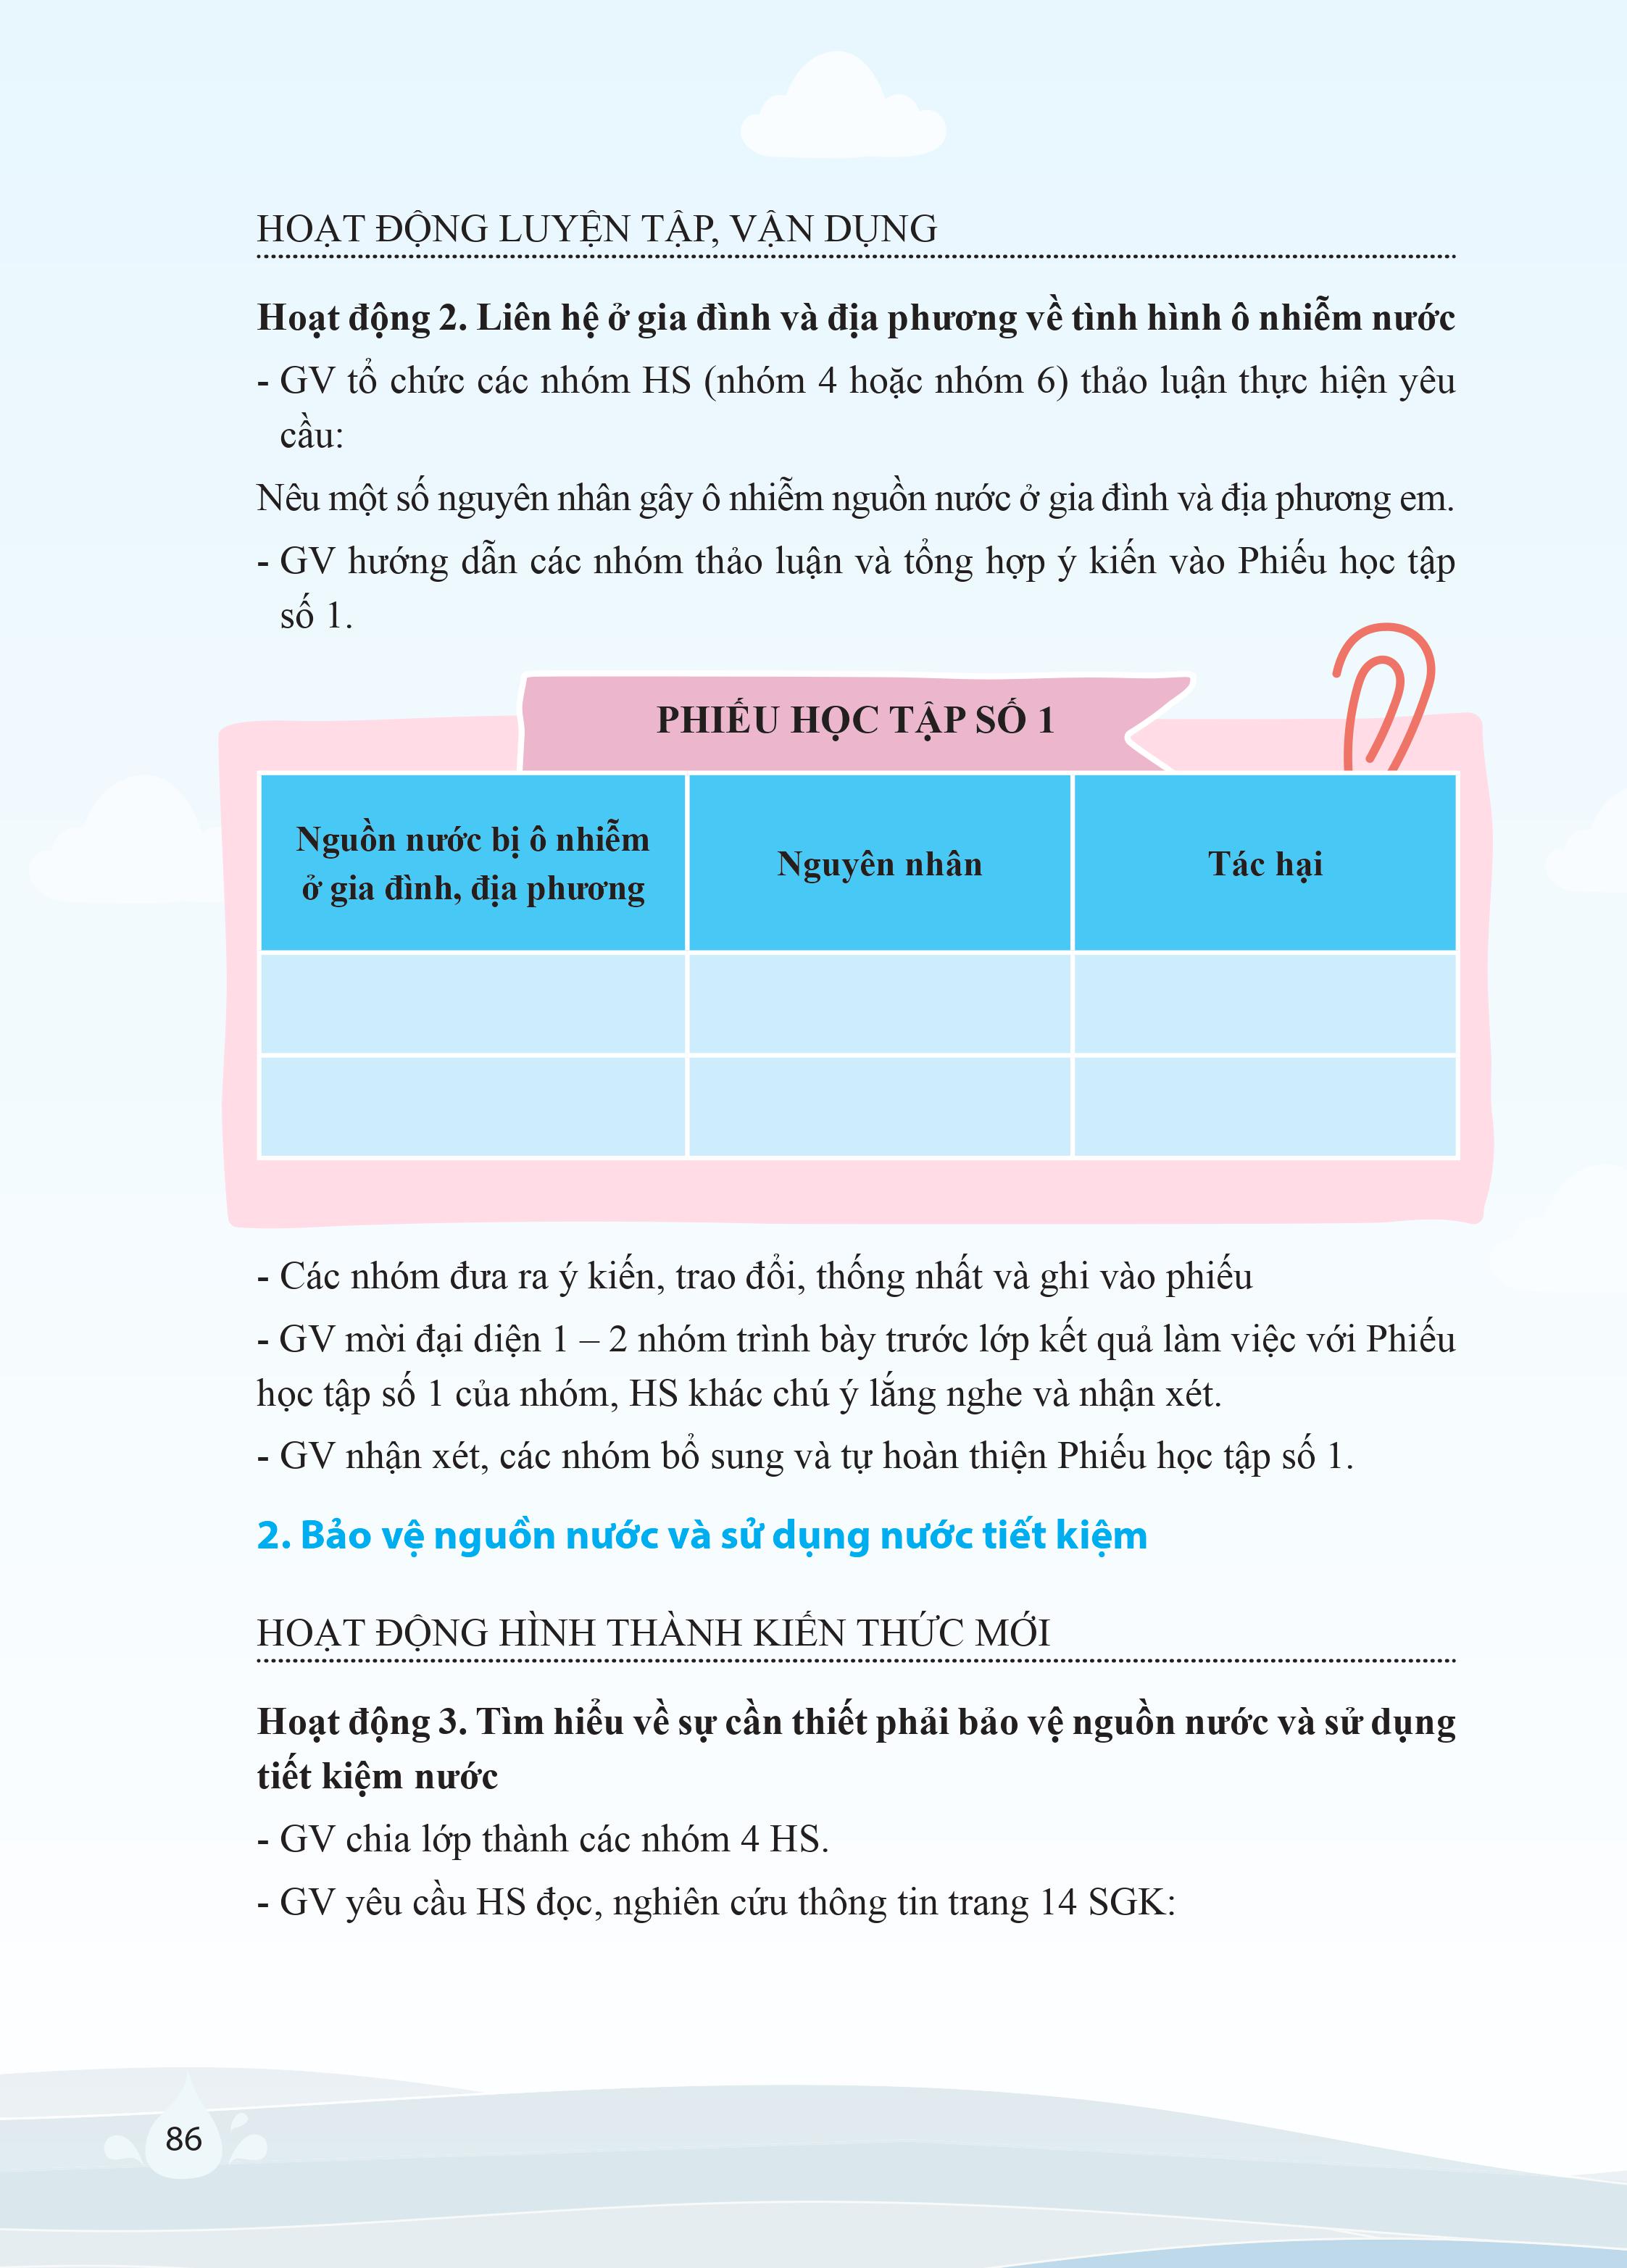 HOẠT ĐỘNG LUYỆN TẬP, VẬN DỤNG
Hoạt động 2. Liên hệ ở gia đình và địa phương về tình hình ô nhiễm nước
- GV tổ chức các nhóm HS (nhóm 4 hoặc nhóm 6) thảo luận thực hiện yêu
cầu:
Nêu một số nguyên nhân gây ô nhiễm nguồn nước ở gia đình và địa phương em.
- GV hướng dẫn các nhóm thảo luận và tổng hợp ý kiến vào Phiếu học tập
số 1.
PHIẾU HỌC TẬP SỐ 1
Nguồn nước bị ô nhiễm
ở gia đình, địa phương
Nguyên nhân
Tác hại
- Các nhóm đưa ra ý kiến, trao đổi, thống nhất và ghi vào phiếu
- GV mời đại diện 1 – 2 nhóm trình bày trước lớp kết quả làm việc với Phiếu
học tập số 1 của nhóm, HS khác chú ý lắng nghe và nhận xét.
- GV nhận xét, các nhóm bổ sung và tự hoàn thiện Phiếu học tập số 1.
2. Bảo vệ nguồn nước và sử dụng nước tiết kiệm
HOẠT ĐỘNG HÌNH THÀNH KIẾN THỨC MỚI
Hoạt động 3. Tìm hiểu về sự cần thiết phải bảo vệ nguồn nước và sử dụng
tiết kiệm nước
- GV chia lớp thành các nhóm 4 HS.
- GV yêu cầu HS đọc, nghiên cứu thông tin trang 14 SGK:
86